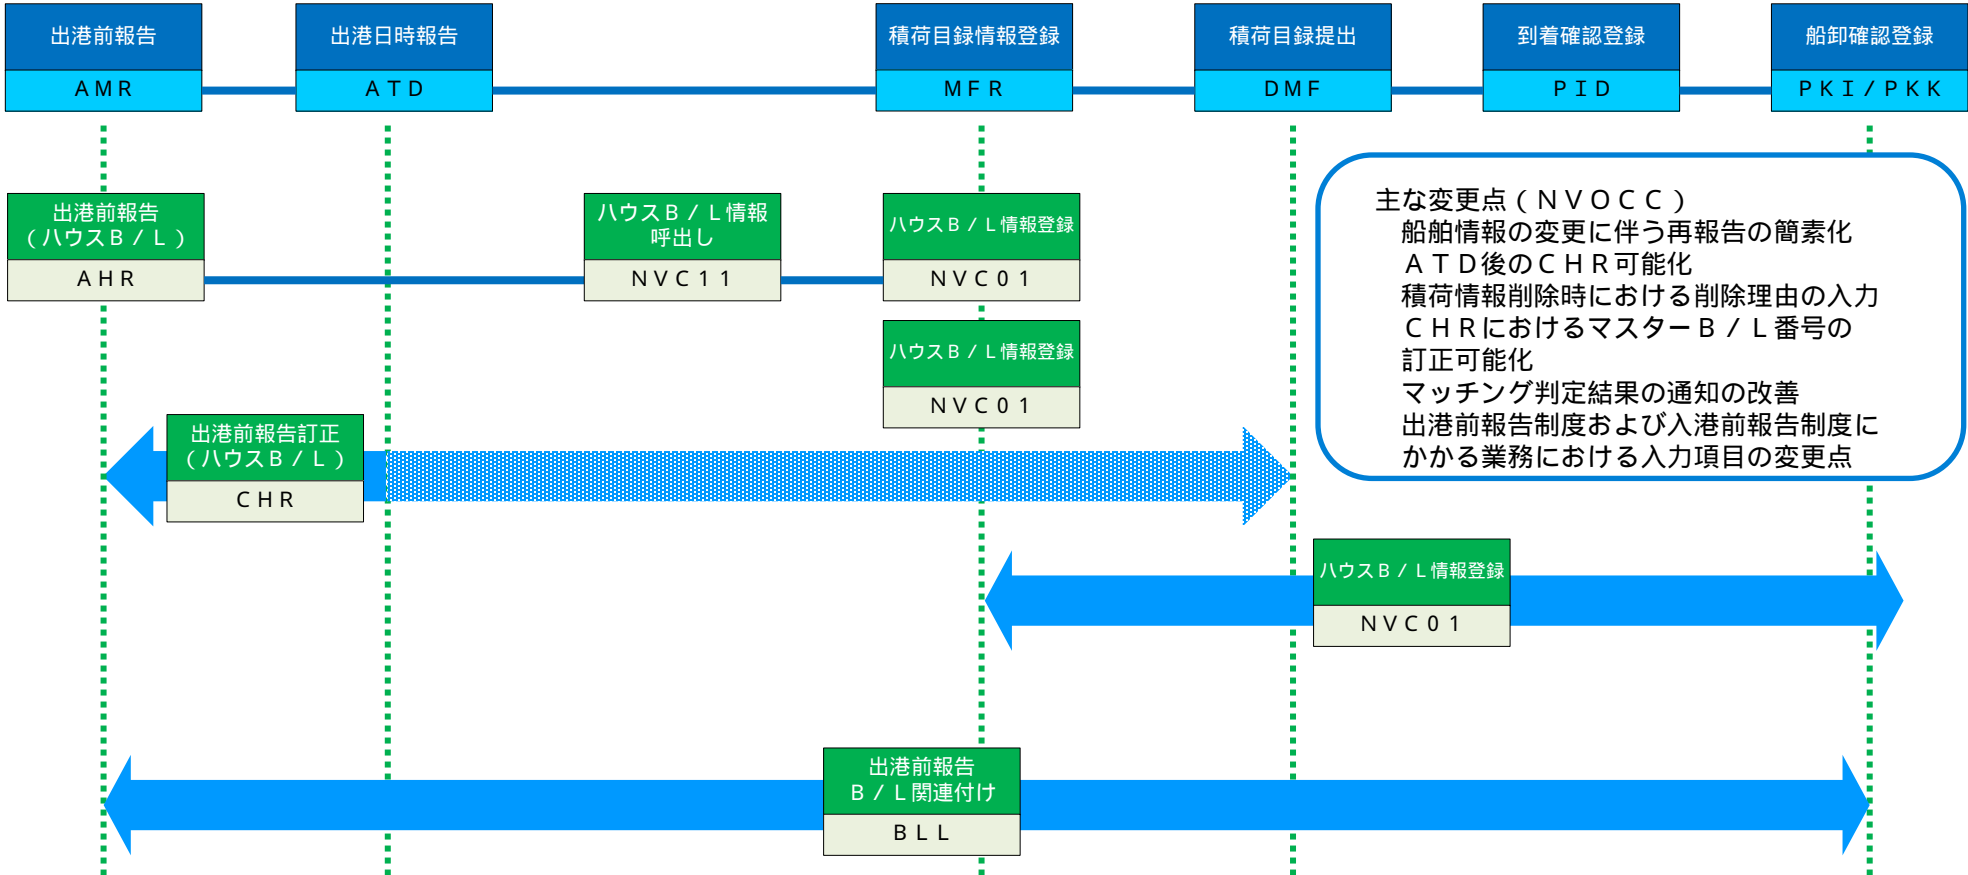 出港前報告
ＡＭＲ
出港日時報告
ＡＴＤ
積荷目録情報登録
ＭＦＲ
積荷目録提出
ＤＭＦ
到着確認登録
ＰＩＤ
船卸確認登録
ＰＫＩ/ＰＫＫ
出港前報告
（ハウスＢ／Ｌ）
ＡＨＲ
ハウスＢ／Ｌ情報
呼出し
ＮＶＣ１１
ハウスＢ／Ｌ情報登録
ＮＶＣ０１
ハウスＢ／Ｌ情報登録
ＮＶＣ０１
主な変更点（ＮＶＯＣＣ）
船舶情報の変更に伴う再報告の簡素化
ＡＴＤ後のＣＨＲ可能化
積荷情報削除時における削除理由の入力
ＣＨＲにおけるマスターＢ／Ｌ番号の
訂正可能化
マッチング判定結果の通知の改善
出港前報告制度および入港前報告制度に
かかる業務における入力項目の変更点
出港前報告訂正
（ハウスＢ／Ｌ）
ＣＨＲ
ハウスＢ／Ｌ情報登録
ＮＶＣ０１
出港前報告
Ｂ／Ｌ関連付け
ＢＬＬ